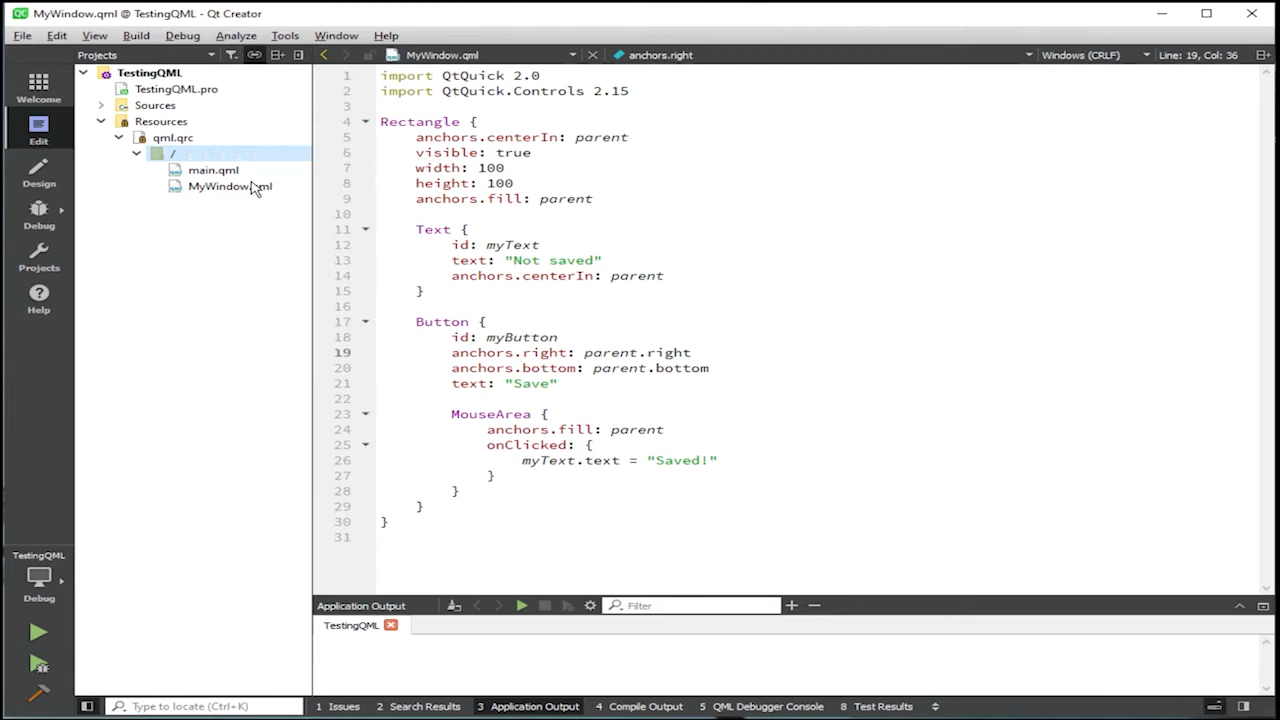 MyWindow.qml @ TestingQML - Qt Creator
File Edit View Build Debug Analyze Tools Window Help
Projects MyWindow.qml anchors.right Windows (CRLF) Line: 19, Col: 36
Welcome
Edit
Design
Debug
Projects
Help
TestingQML
Debug
TestingQML
TestingQML.pro
Sources
Resources
qml.qrc
/
main.qml
MyWindow.qml
1 import QtQuick 2.0
2 import QtQuick.Controls 2.15
3
4 Rectangle {
5 anchors.centerIn: parent
6 visible: true
7 width: 100
8 height: 100
9 anchors.fill: parent
10
11 Text {
12 id: myText
13 text: "Not saved"
14 anchors.centerIn: parent
15 }
16
17 Button {
18 id: myButton
19 anchors.right: parent.right
20 anchors.bottom: parent.bottom
21 text: "Save"
22
23 MouseArea {
24 anchors.fill: parent
25 onClicked: {
26 myText.text = "Saved!"
27 }
28 }
29 }
30 }
31
Application Output Filter
TestingQML
Type to locate (Ctrl+K) 1 Issues 2 Search Results 3 Application Output 4 Compile Output 5 QML Debugger Console 8 Test Results